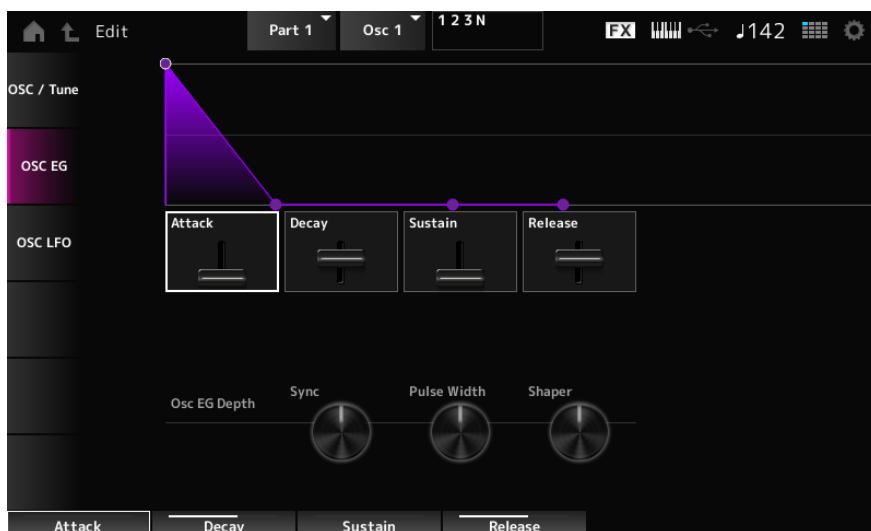 Edit
Part 1
Osc 1
1 2 3 N
FX
♩142
OSC / Tune
OSC EG
OSC LFO
Attack
Decay
Sustain
Release
Osc EG Depth
Sync
Pulse Width
Shaper
Attack
Decay
Sustain
Release